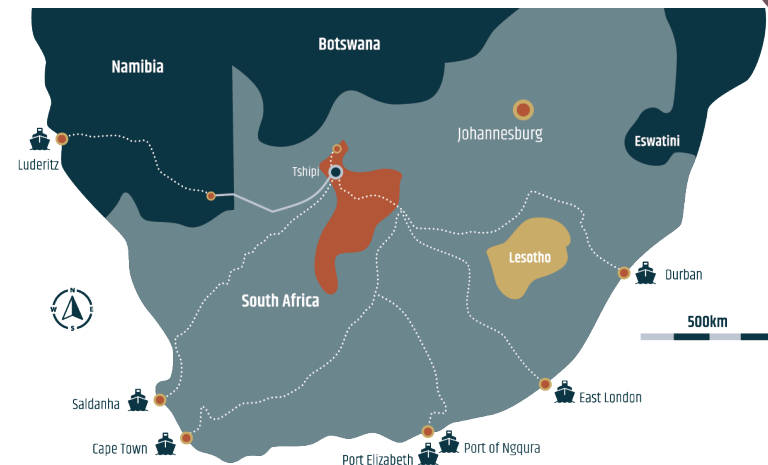 Botswana
Namibia
Johannesburg
Eswatini
Luderitz
Tshipi
Lesotho
Durban
South Africa
N
W
E
S
500km
East London
Saldanha
Cape Town
Port of Ngqura
Port Elizabeth